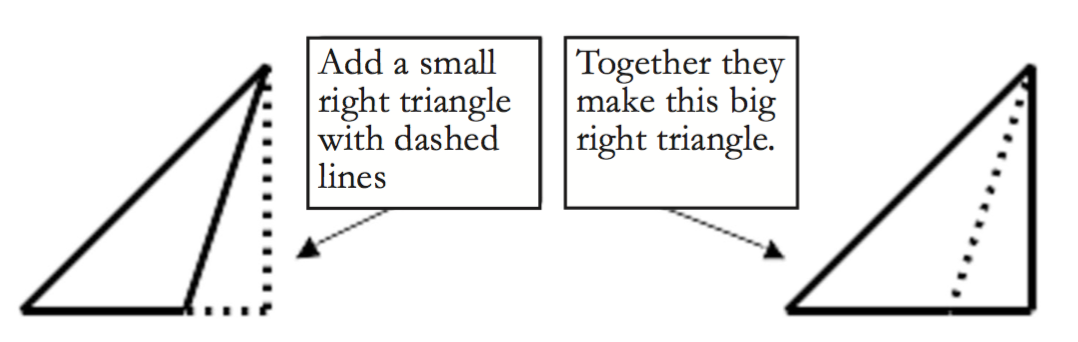 Add a small
right triangle
with dashed
lines
Together they
make this big
right triangle.